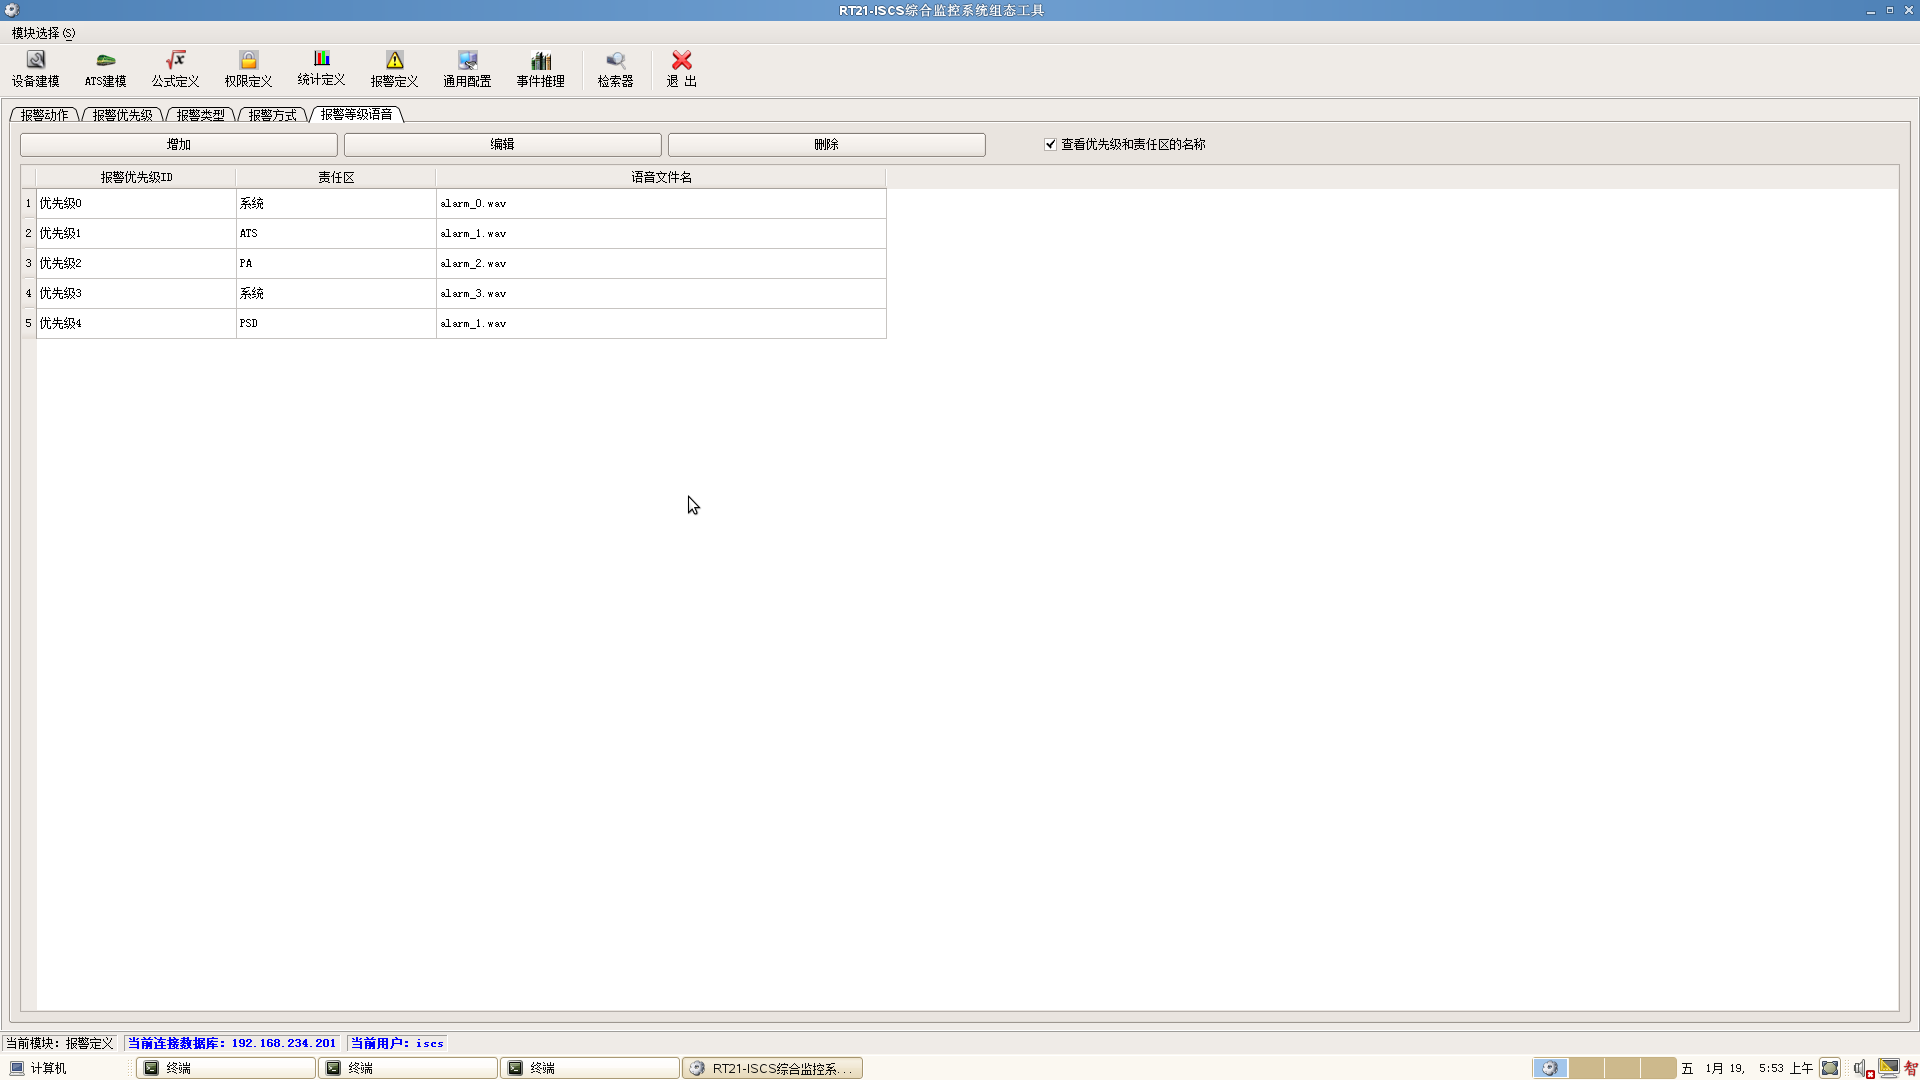 RT21-ISCS综合监控系统组态工具
模块选择(S)
设备建模 ATS建模 公式定义 权限定义 统计定义 报警定义 通用配置 事件推理 检索器 退 出
报警动作 报警优先级 报警类型 报警方式 报警等级语音
增加 编辑 删除 查看优先级和责任区的名称
报警优先级ID 责任区 语音文件名
1 优先级0 系统 alarm_0.wav
2 优先级1 ATS alarm_1.wav
3 优先级2 PA alarm_2.wav
4 优先级3 系统 alarm_3.wav
5 优先级4 PSD alarm_1.wav
当前模块: 报警定义 当前连接数据库: 192.168.234.201 当前用户: iscs
计算机 终端 终端 终端 RT21-ISCS综合监控系... 五 1月 19, 5:53 上午 智